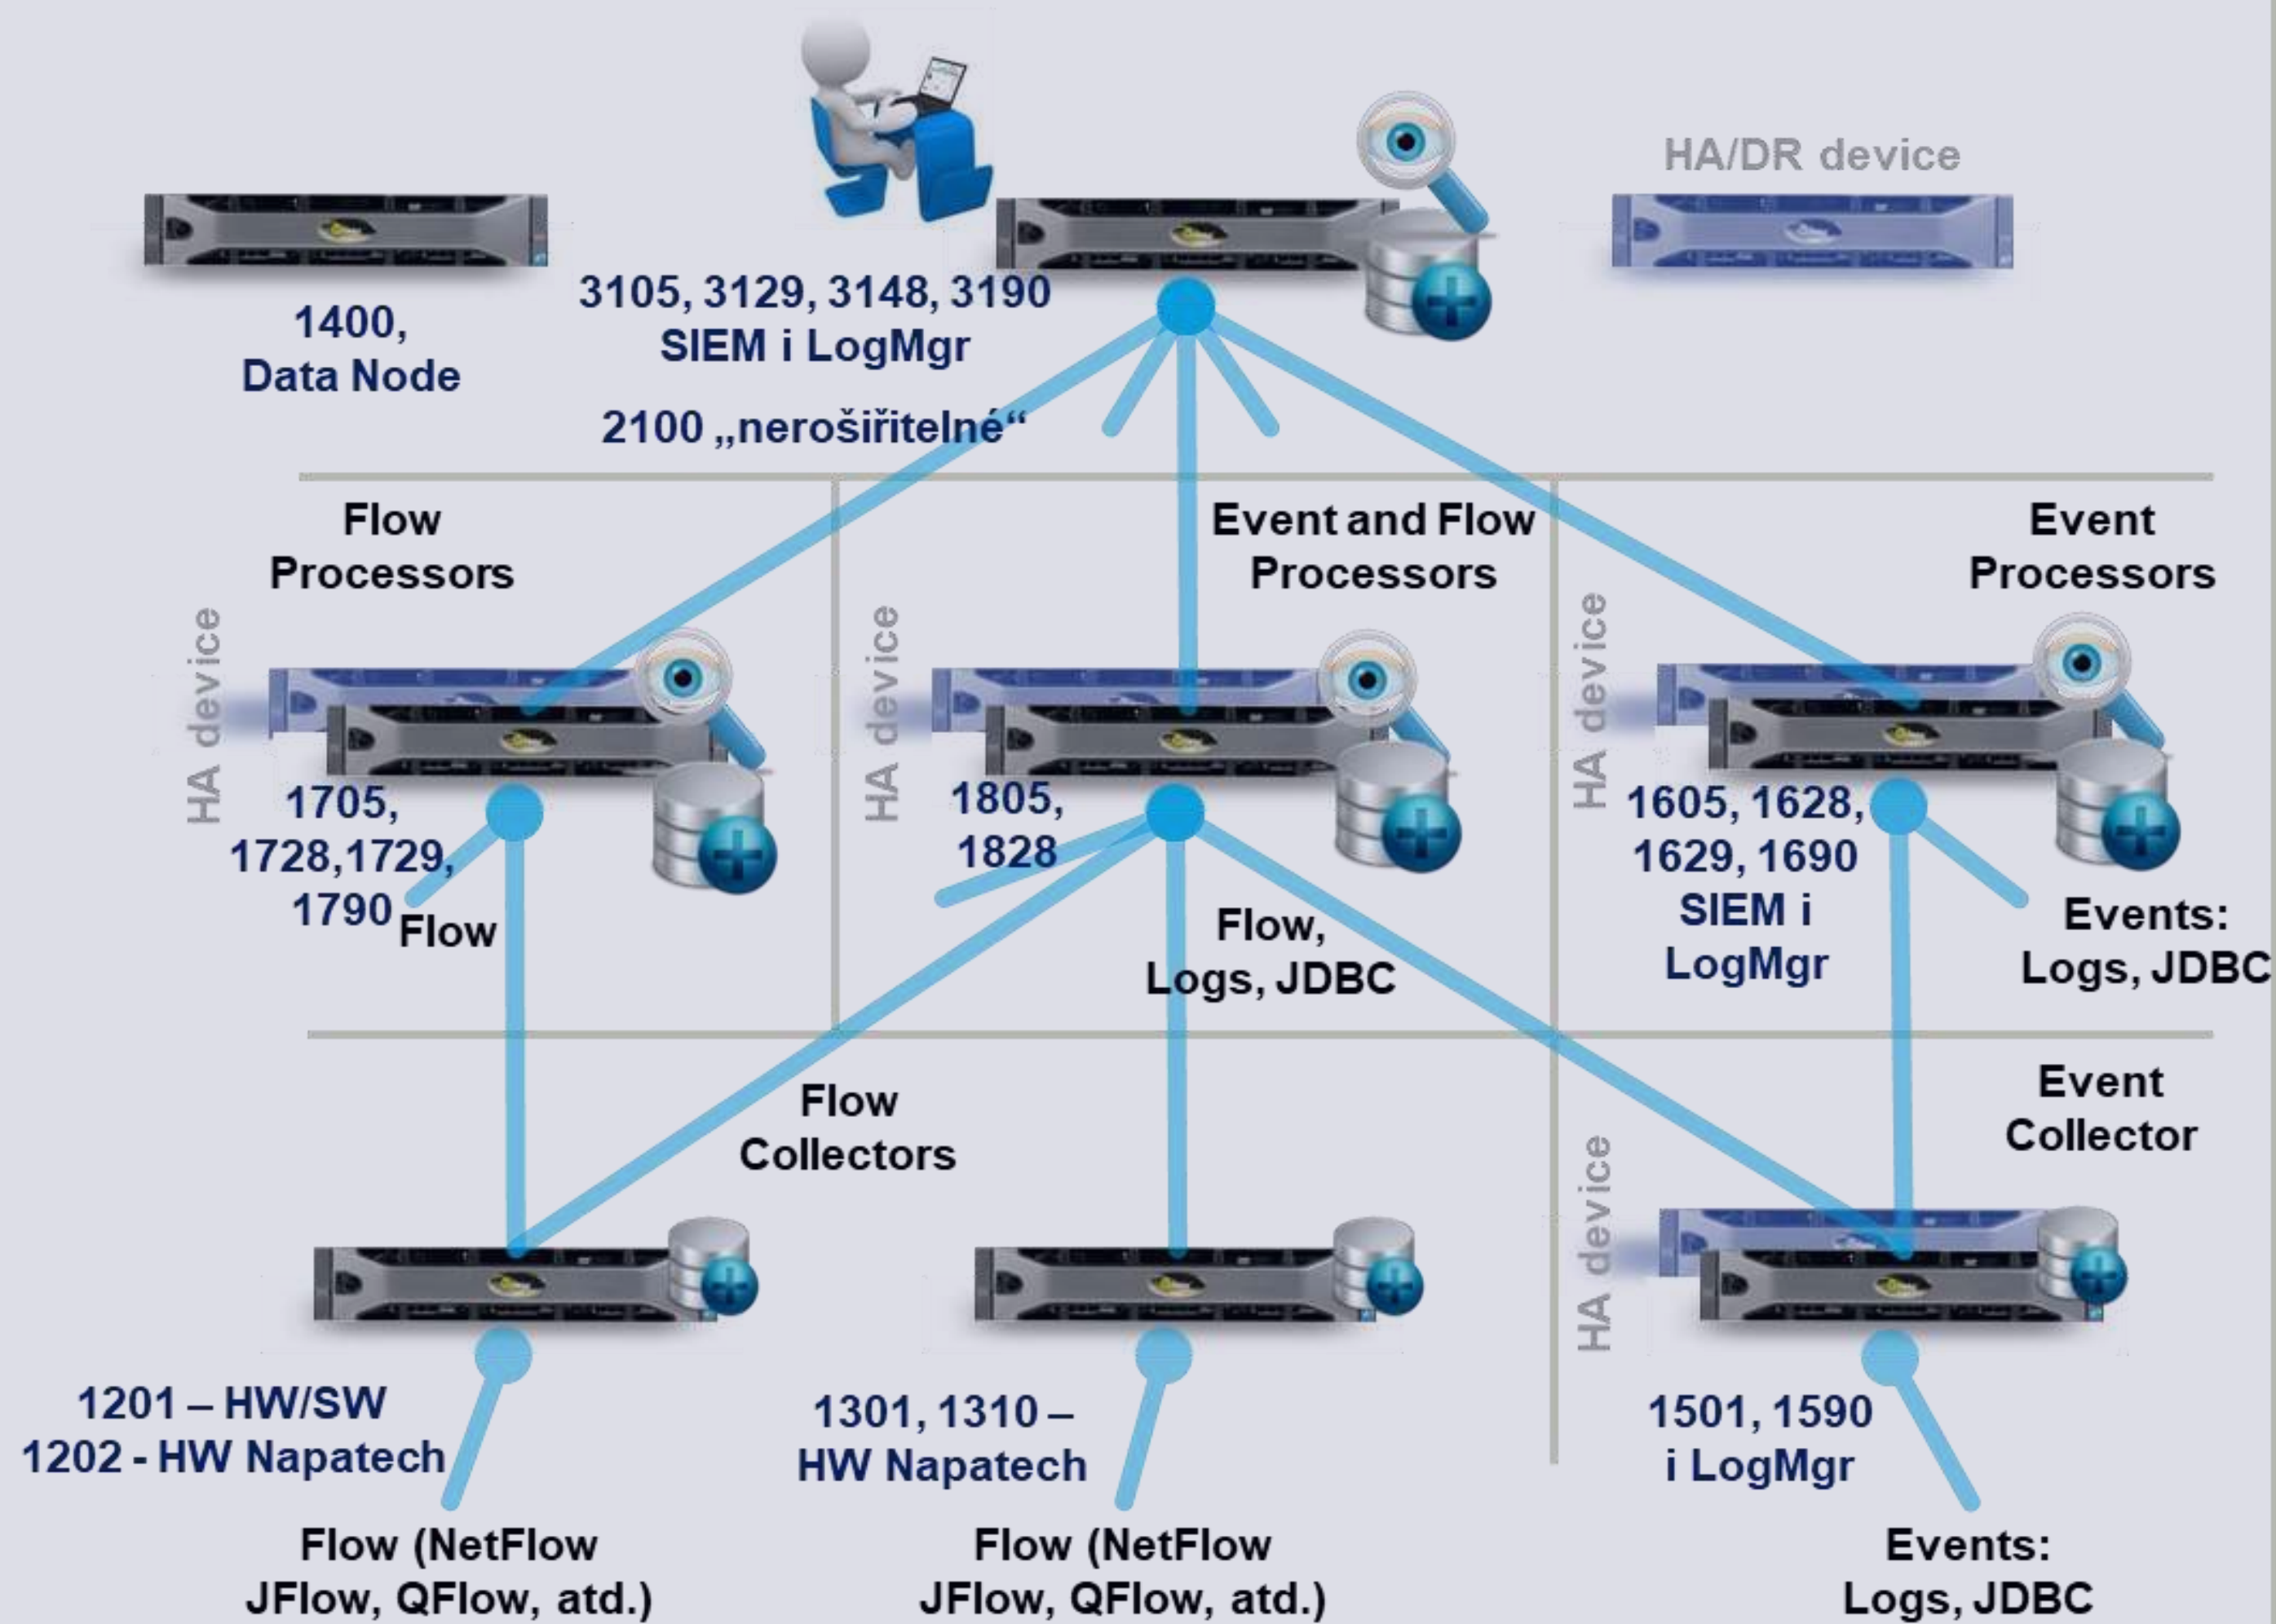 HA/DR device
1400,
Data Node
3105, 3129, 3148, 3190
SIEM i LogMgr
2100 „nerošiřitelné“
Flow
Processors
Event and Flow
Processors
Event
Processors
HA device
HA device
HA device
1705,
1728,1729,
1790
Flow
1805,
1828
Flow,
Logs, JDBC
1605, 1628,
1629, 1690
SIEM i
LogMgr
Events:
Logs, JDBC
Flow
Collectors
Event
Collector
HA device
1201 – HW/SW
1202 - HW Napatech
1301, 1310 –
HW Napatech
1501, 1590
i LogMgr
Flow (NetFlow
JFlow, QFlow, atd.)
Flow (NetFlow
JFlow, QFlow, atd.)
Events:
Logs, JDBC